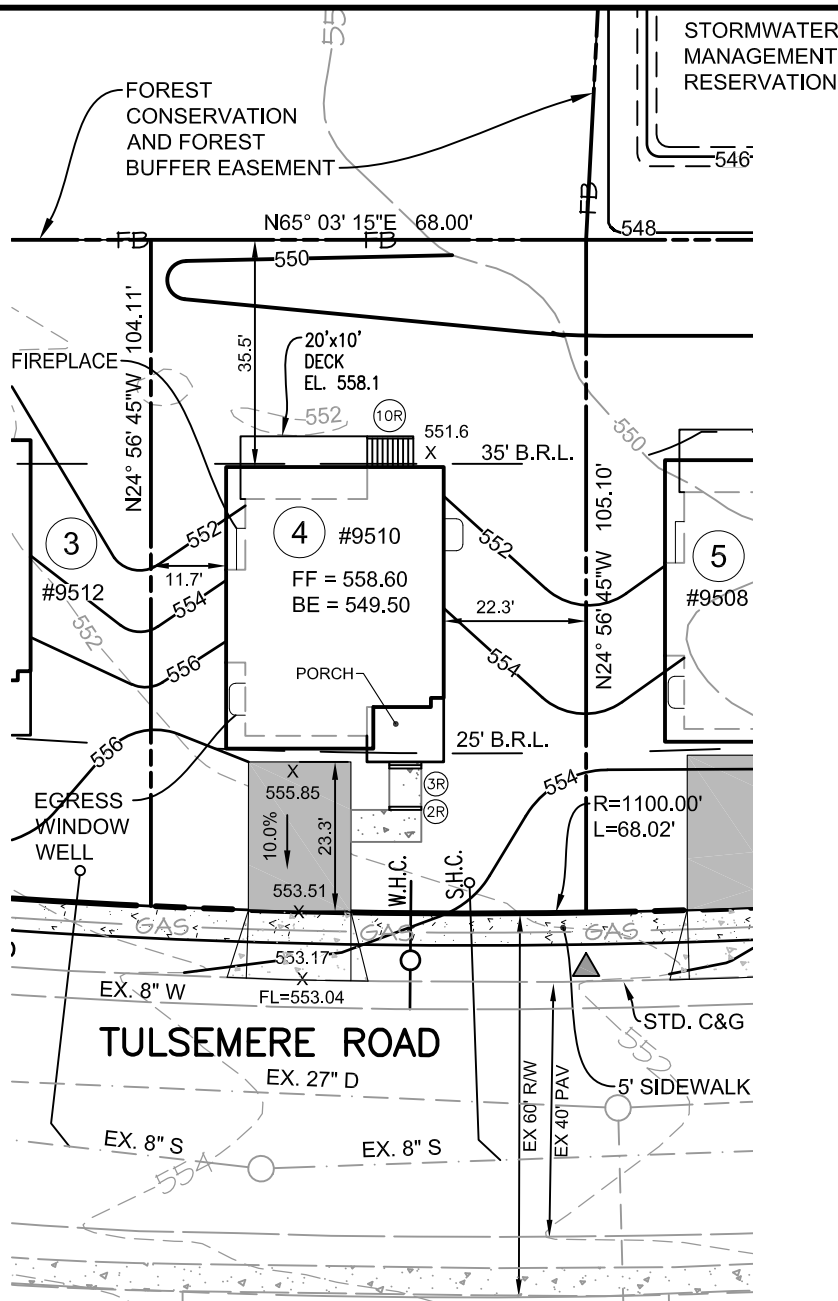 55
STORMWATER
MANAGEMENT
RESERVATION
FOREST
CONSERVATION
AND FOREST
BUFFER EASEMENT
546
FB
N65° 03' 15"E 68.00'
FB
FB
548
550
N24° 56' 45"W 104.11'
35.5'
20'x10'
DECK
EL. 558.1
FIREPLACE
552
10R
551.6
X
35' B.R.L.
550
N24° 56' 45"W 105.10'
3
#9512
552
4
#9510
FF = 558.60
BE = 549.50
552
5
#9508
11.7'
554
22.3'
552
556
554
PORCH
556
25' B.R.L.
X
555.85
EGRESS
WINDOW
WELL
10.0%
23.3'
3R
2R
554
R=1100.00'
L=68.02'
W.H.C.
S.H.C.
553.51
X
GAS
GAS
GAS
553.17
X
FL=553.04
EX. 8" W
STD. C&G
TULSEMERE ROAD
552
EX. 27" D
EX 60' R/W
EX 40' PAV
5' SIDEWALK
EX. 8" S
EX. 8" S
554